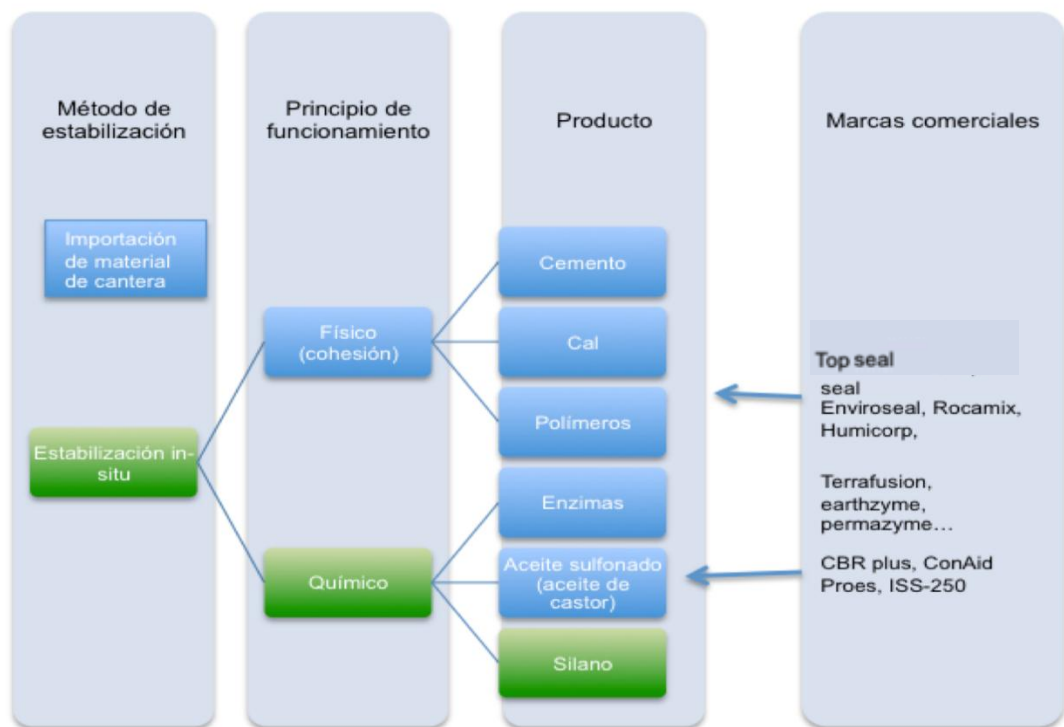 Método de
estabilización
Importación
de material
de cantera
Estabilización in-
situ
Principio de
funcionamiento
Físico
(cohesión)
Químico
Producto
Cemento
Cal
Polímeros
Enzimas
Aceite sulfonado
(aceite de
castor)
Silano
Marcas comerciales
Top seal
seal
Enviroseal, Rocamix,
Humicorp,
Terrafusion,
earthzyme,
permazyme…
CBR plus, ConAid
Proes, ISS-250